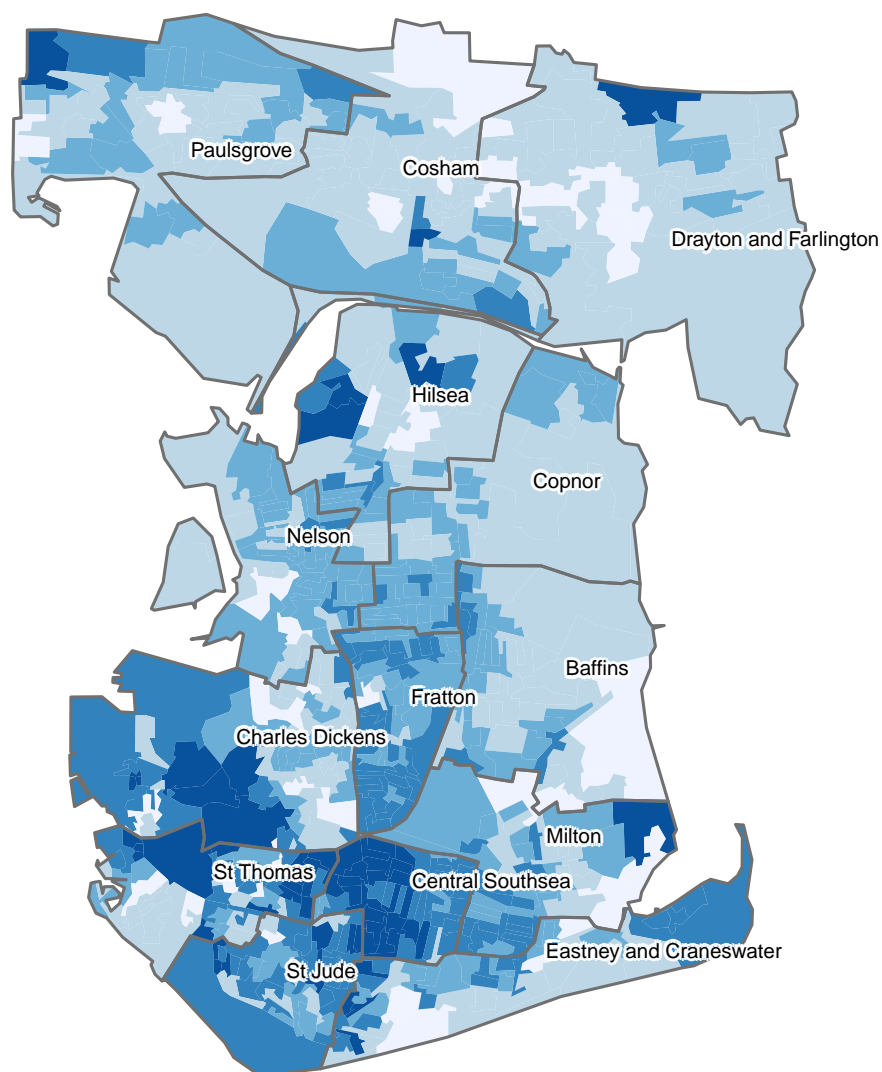 Paulsgrove
Cosham
Drayton and Farlington
Hilsea
Copnor
Nelson
Baffins
Fratton
Charles Dickens
Milton
St Thomas
Central Southsea
Eastney and Craneswater
St Jude